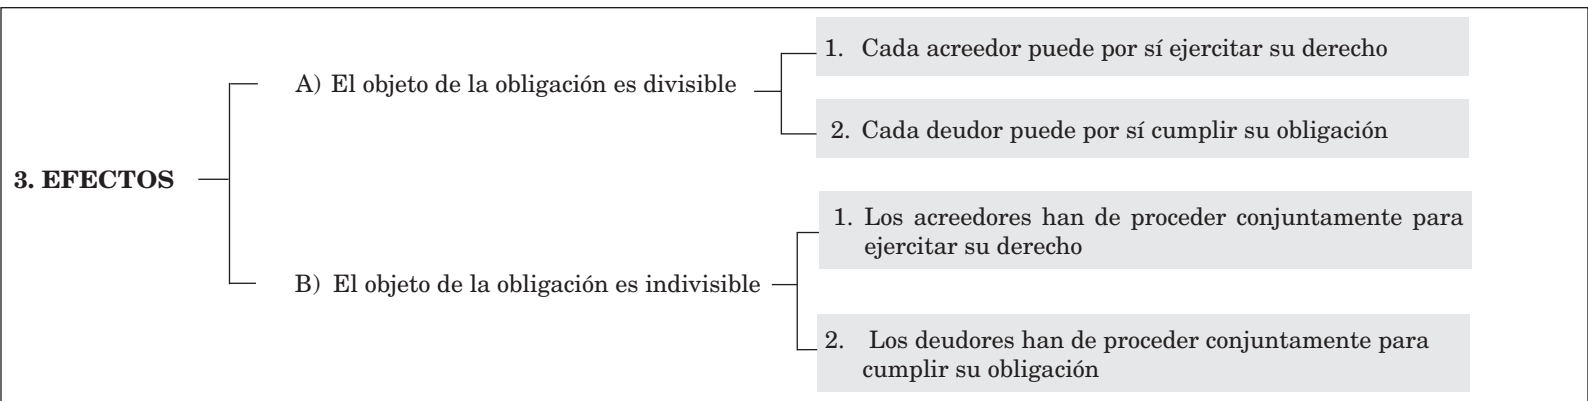 3. EFECTOS
A) El objeto de la obligación es divisible
1. Cada acreedor puede por sí ejercitar su derecho
2. Cada deudor puede por sí cumplir su obligación
B) El objeto de la obligación es indivisible
1. Los acreedores han de proceder conjuntamente para
ejercitar su derecho
2. Los deudores han de proceder conjuntamente para
cumplir su obligación